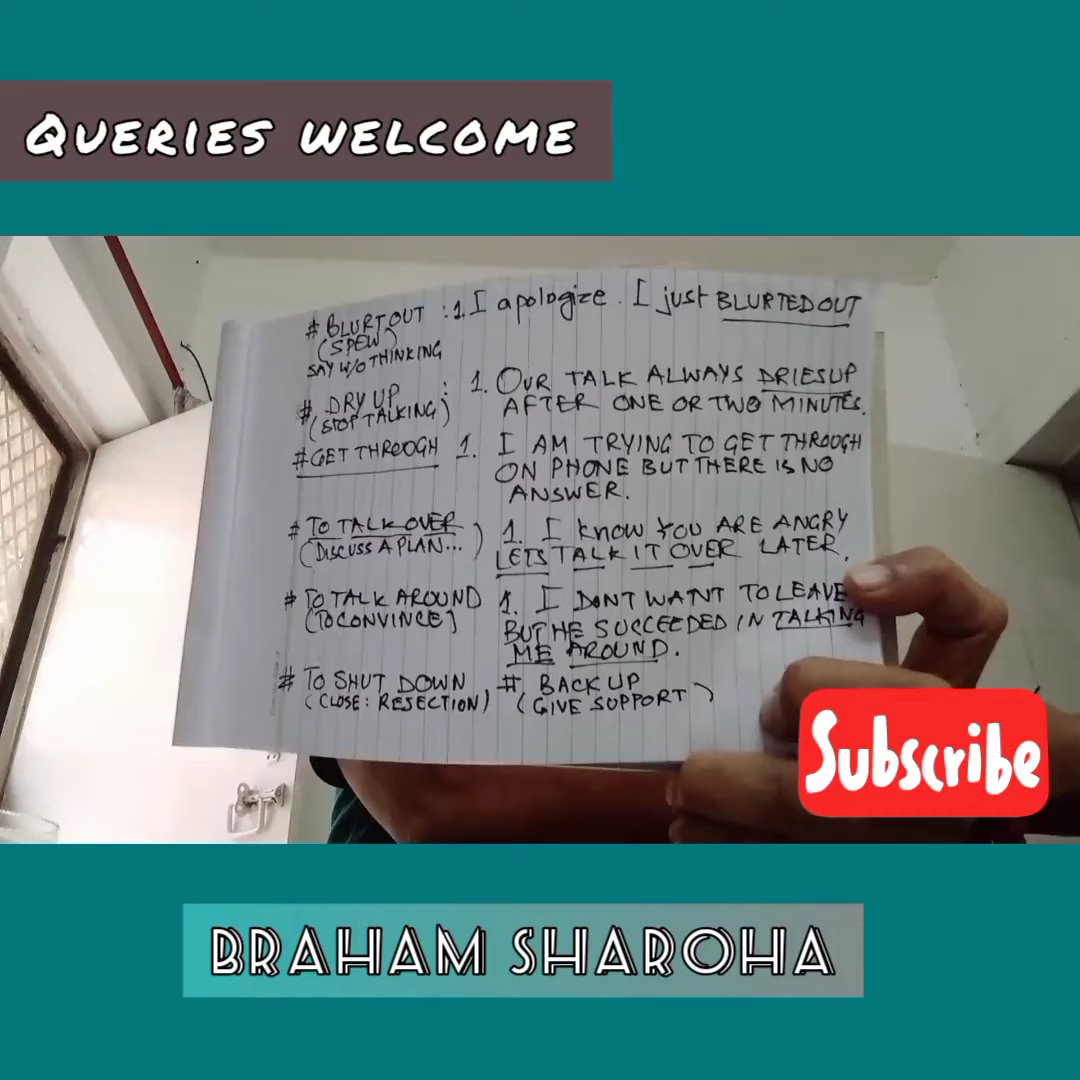 QUERIES WELCOME
# BLURT OUT : 1. I apologize. I just BLURTED OUT
(SPEW)
SAY W/O THINKING
# DRY UP : 1. OUR TALK ALWAYS DRIES UP
(STOP TALKING) AFTER ONE OR TWO MINUTES.
# GET THROUGH 1. I AM TRYING TO GET THROUGH
ON PHONE BUT THERE IS NO
ANSWER.
# TO TALK OVER 1. I KNOW YOU ARE ANGRY
(DISCUSS A PLAN...) LETS TALK IT OVER LATER.
# TO TALK AROUND 1. I DONT WANT TO LEAVE
(TO CONVINCE) BUT HE SUCCEEDED IN TALKING
ME AROUND.
# TO SHUT DOWN # BACK UP
(CLOSE: REJECTION) (GIVE SUPPORT)
Subscribe
BRAHAM SHAROHA